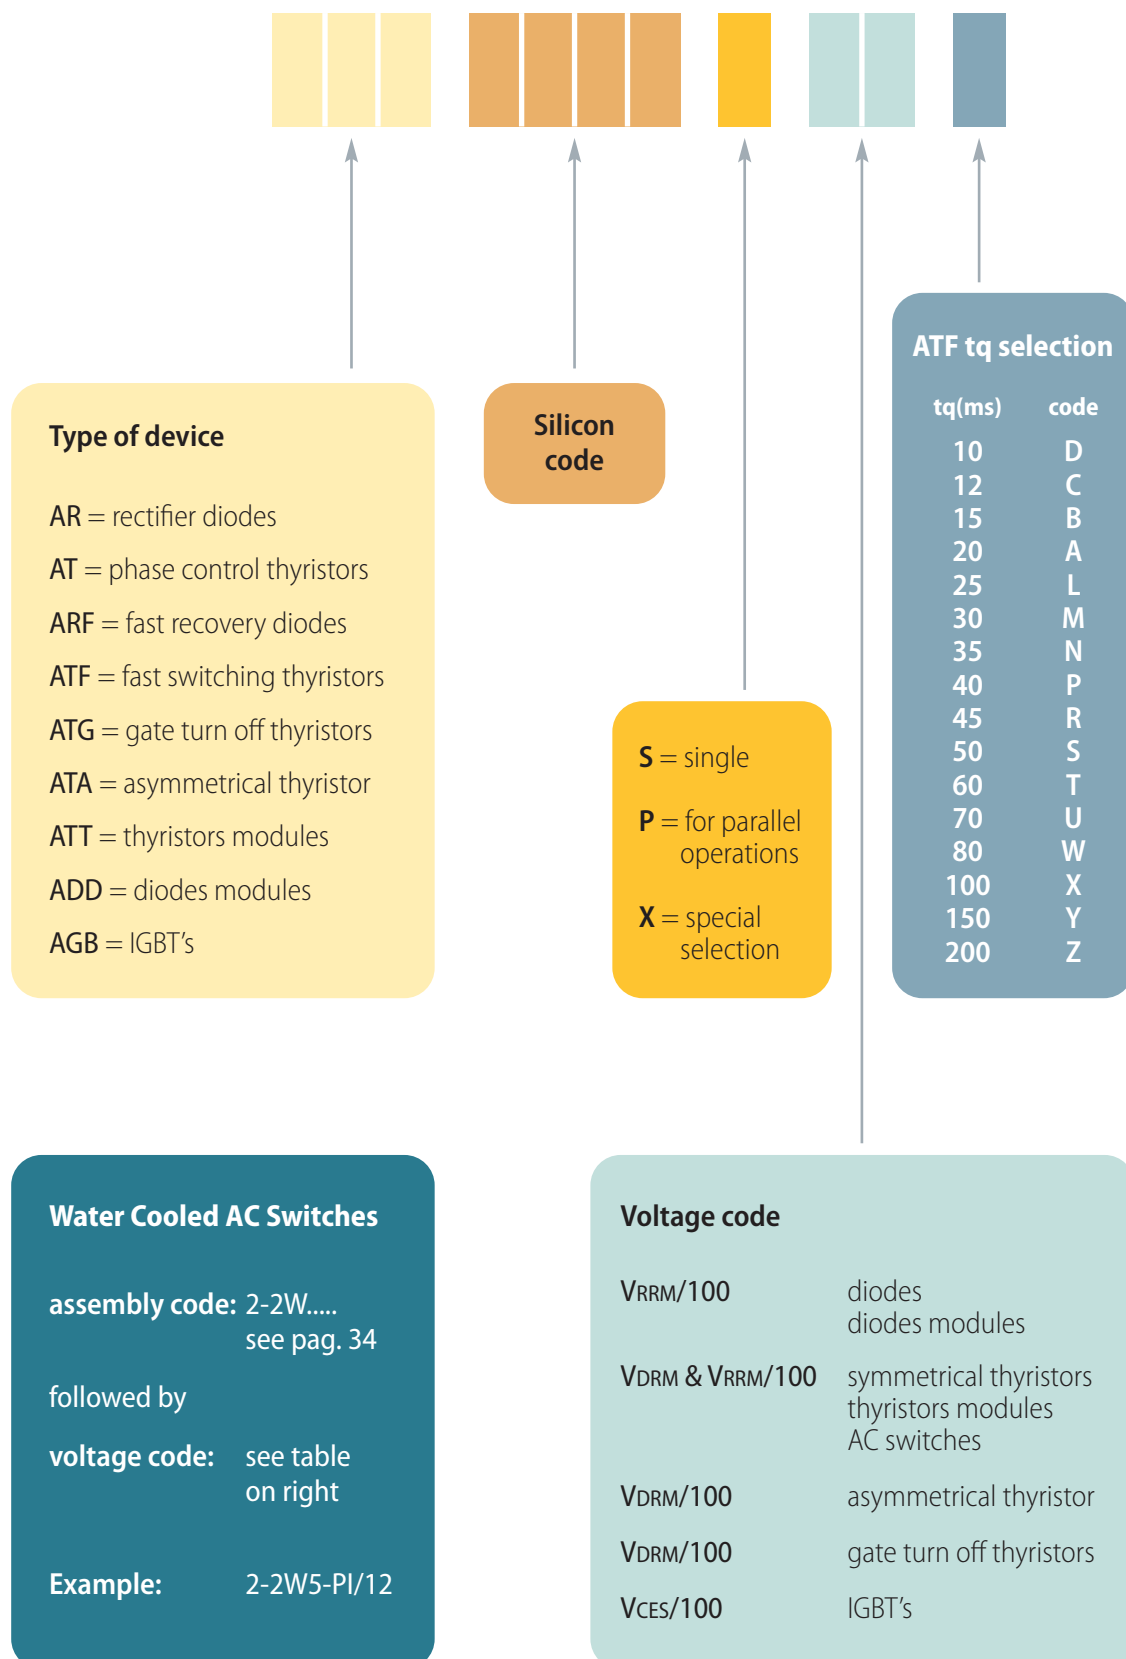 Type of device
AR = rectifier diodes
AT = phase control thyristors
ARF = fast recovery diodes
ATF = fast switching thyristors
ATG = gate turn off thyristors
ATA = asymmetrical thyristor
ATT = thyristors modules
ADD = diodes modules
AGB = IGBT's
Silicon
code
S = single
P = for parallel
operations
X = special
selection
ATF tq selection
tq(ms) code
10 D
12 C
15 B
20 A
25 L
30 M
35 N
40 P
45 R
50 S
60 T
70 U
80 W
100 X
150 Y
200 Z
Water Cooled AC Switches
assembly code: 2-2W.....
see pag. 34
followed by
voltage code: see table
on right
Example: 2-2W5-PI/12
Voltage code
VRRM/100 diodes
diodes modules
VDRM & VRRM/100 symmetrical thyristors
thyristors modules
AC switches
VDRM/100 asymmetrical thyristor
VDRM/100 gate turn off thyristors
VCES/100 IGBT's